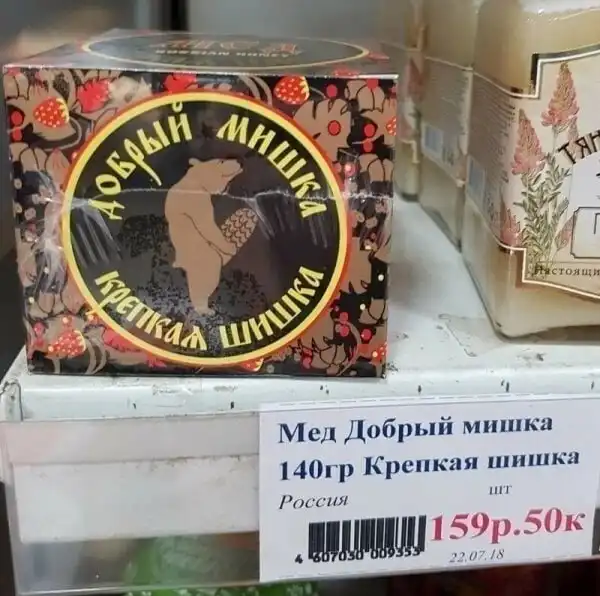 ДОБРЫЙ МИШКА
КРЕПКАЯ ШИШКА
Мед Добрый мишка
140гр Крепкая шишка
Россия
шт
159р.50к
4 607030 009353
22.07.18